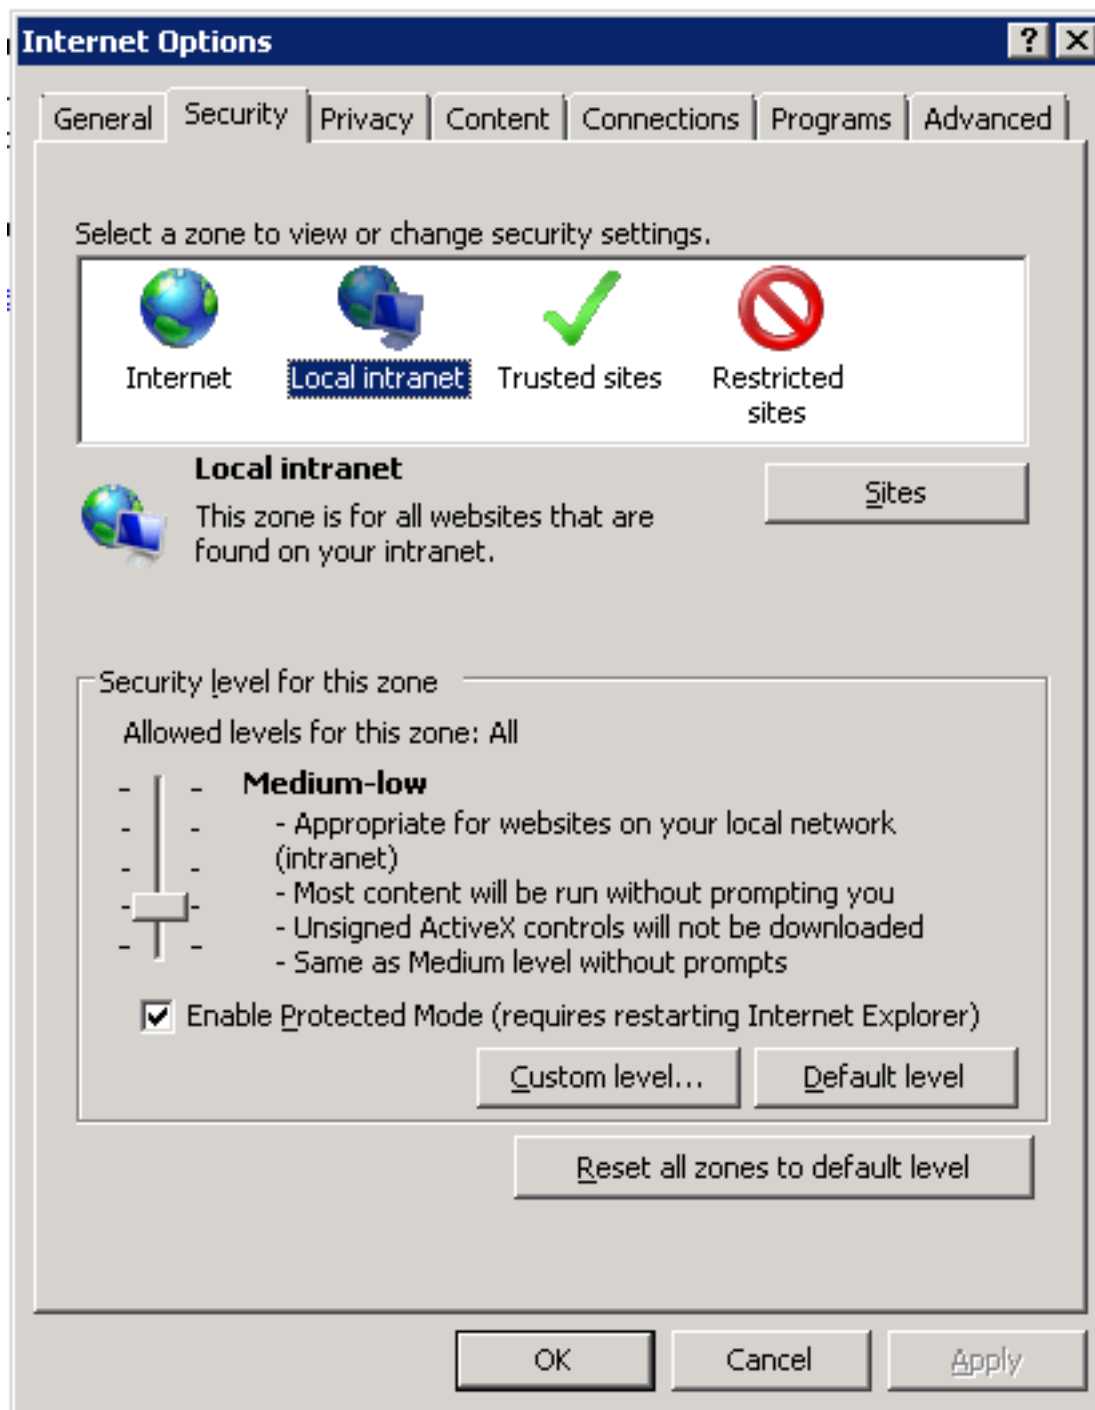 Internet Options
General Security Privacy Content Connections Programs Advanced
Select a zone to view or change security settings.
Internet Local intranet Trusted sites Restricted
sites
Local intranet
Sites
This zone is for all websites that are
found on your intranet.
Security level for this zone
Allowed levels for this zone: All
Medium-low
- Appropriate for websites on your local network
(intranet)
- Most content will be run without prompting you
- Unsigned ActiveX controls will not be downloaded
- Same as Medium level without prompts
Enable Protected Mode (requires restarting Internet Explorer)
Custom level... Default level
Reset all zones to default level
OK Cancel Apply